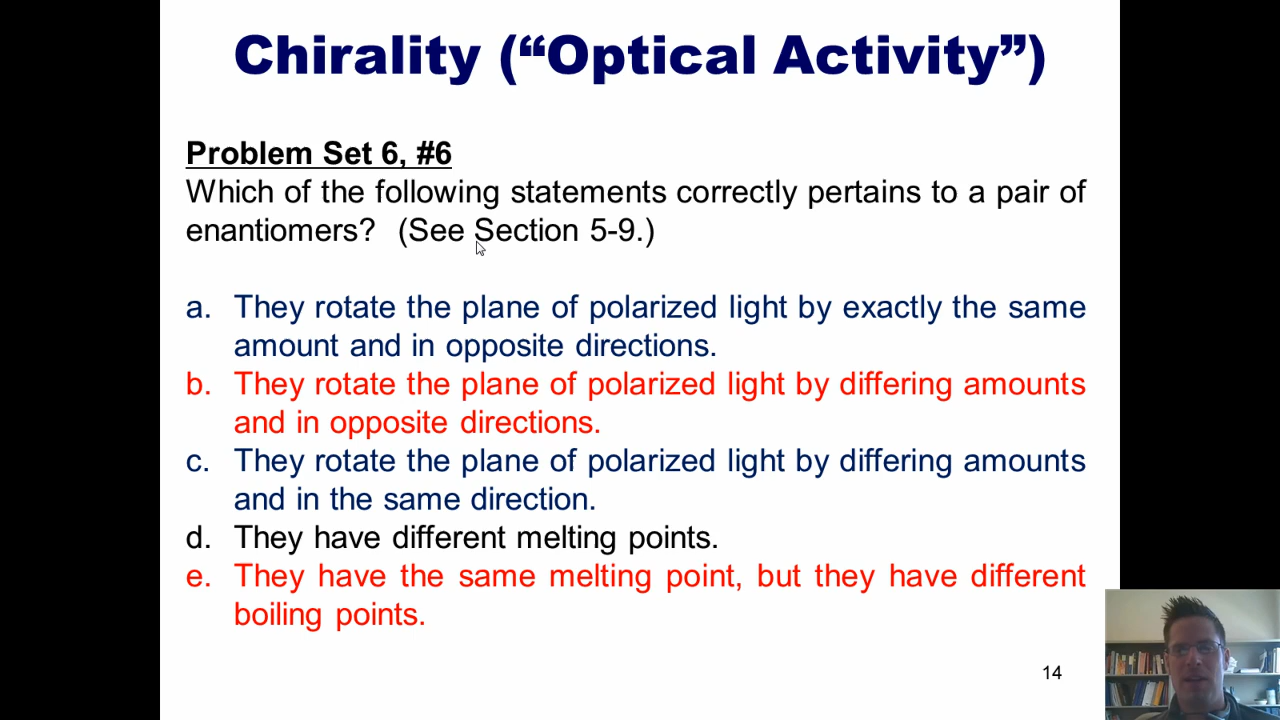 Chirality (“Optical Activity”)
Problem Set 6, #6
Which of the following statements correctly pertains to a pair of
enantiomers? (See Section 5-9.)
a. They rotate the plane of polarized light by exactly the same
amount and in opposite directions.
b. They rotate the plane of polarized light by differing amounts
and in opposite directions.
c. They rotate the plane of polarized light by differing amounts
and in the same direction.
d. They have different melting points.
e. They have the same melting point, but they have different
boiling points.
14